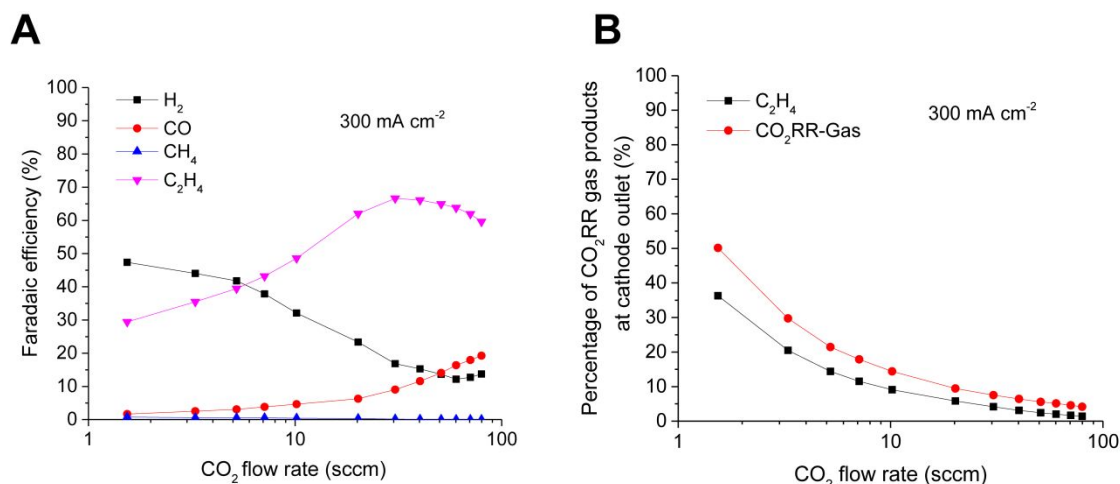 A
100
90
80
70
60
50
40
30
20
10
0
Faradaic efficiency (%)
H₂
CO
CH₄
C₂H₄
300 mA cm⁻²
1
10
100
CO₂ flow rate (sccm)
B
100
90
80
70
60
50
40
30
20
10
0
Percentage of CO₂RR gas products
at cathode outlet (%)
C₂H₄
CO₂RR-Gas
300 mA cm⁻²
1
10
100
CO₂ flow rate (sccm)